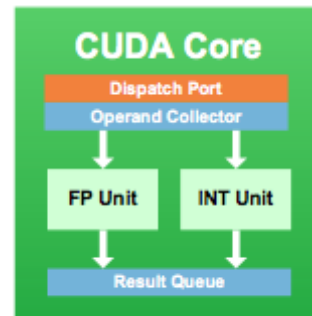 CUDA Core
Dispatch Port
Operand Collector
FP Unit INT Unit
Result Queue